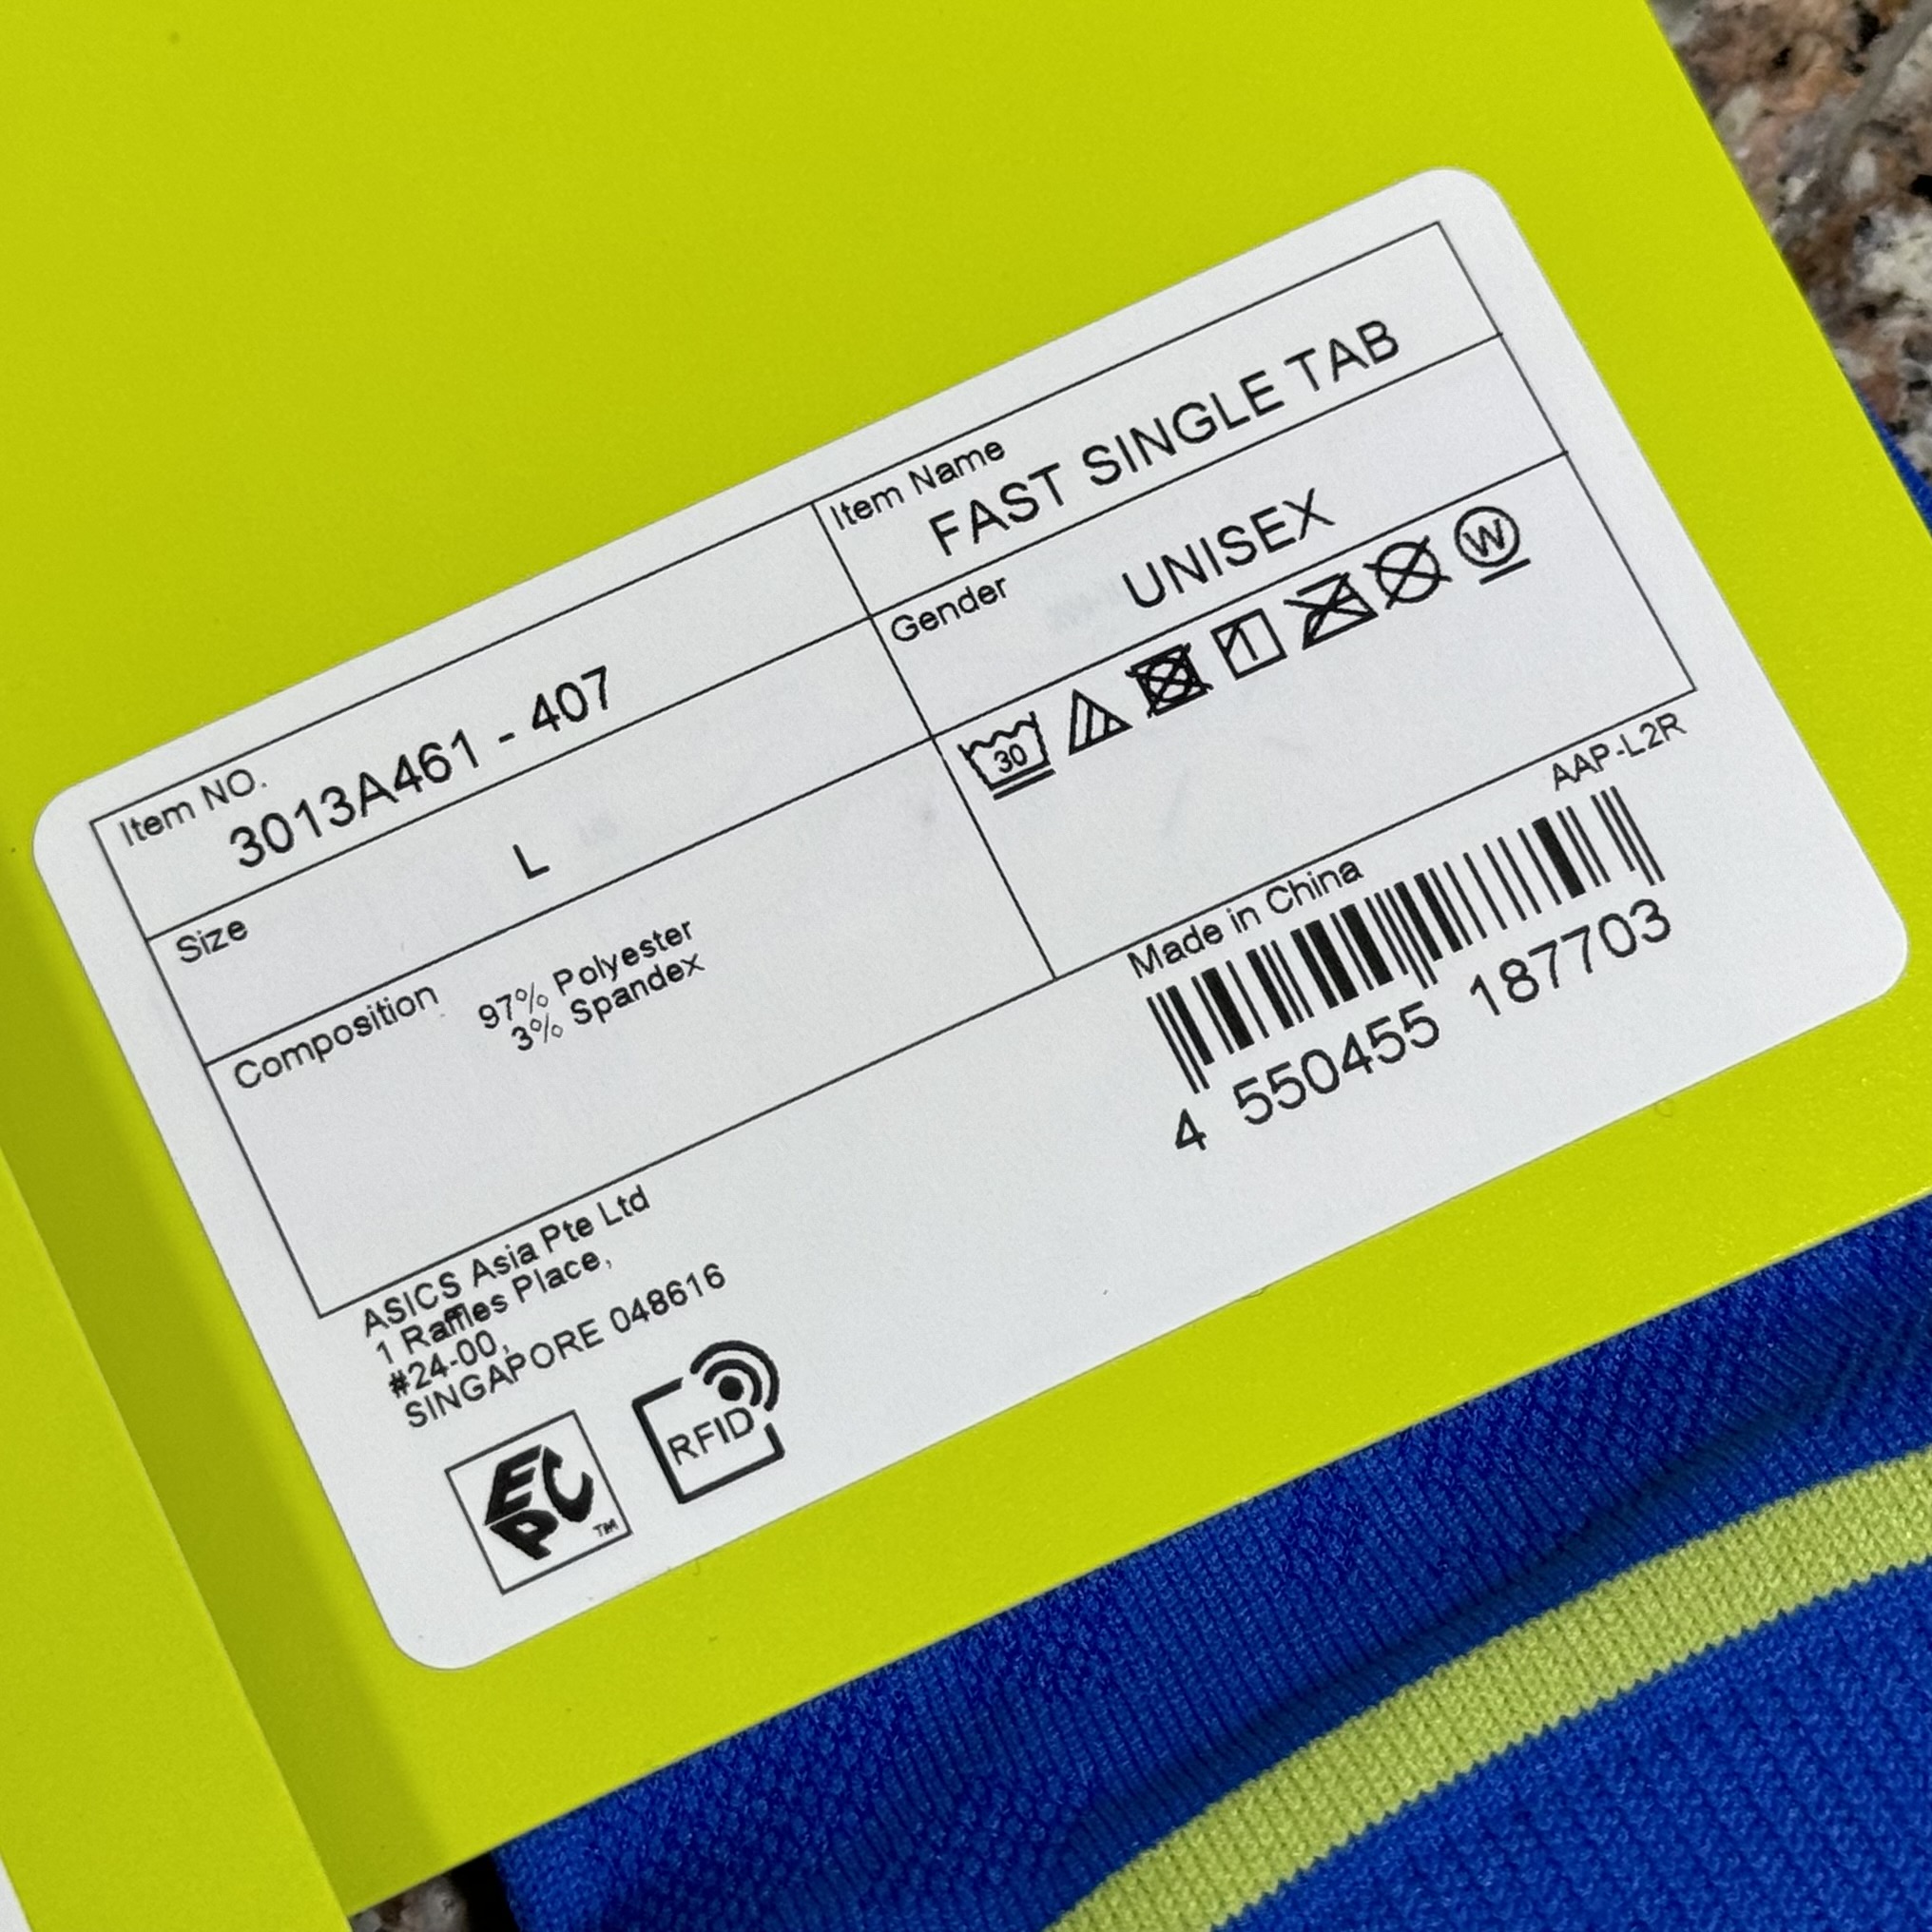 Item NO.
3013A461 - 407
Item Name
FAST SINGLE TAB
Size
L
Gender
UNISEX
Composition
97% Polyester
3% Spandex
30
W
Made in China
AAP-L2R
4 550455 187703
ASICS Asia Pte Ltd
1 Raffles Place,
#24-00,
SINGAPORE 048616
EPC
TM
RFID